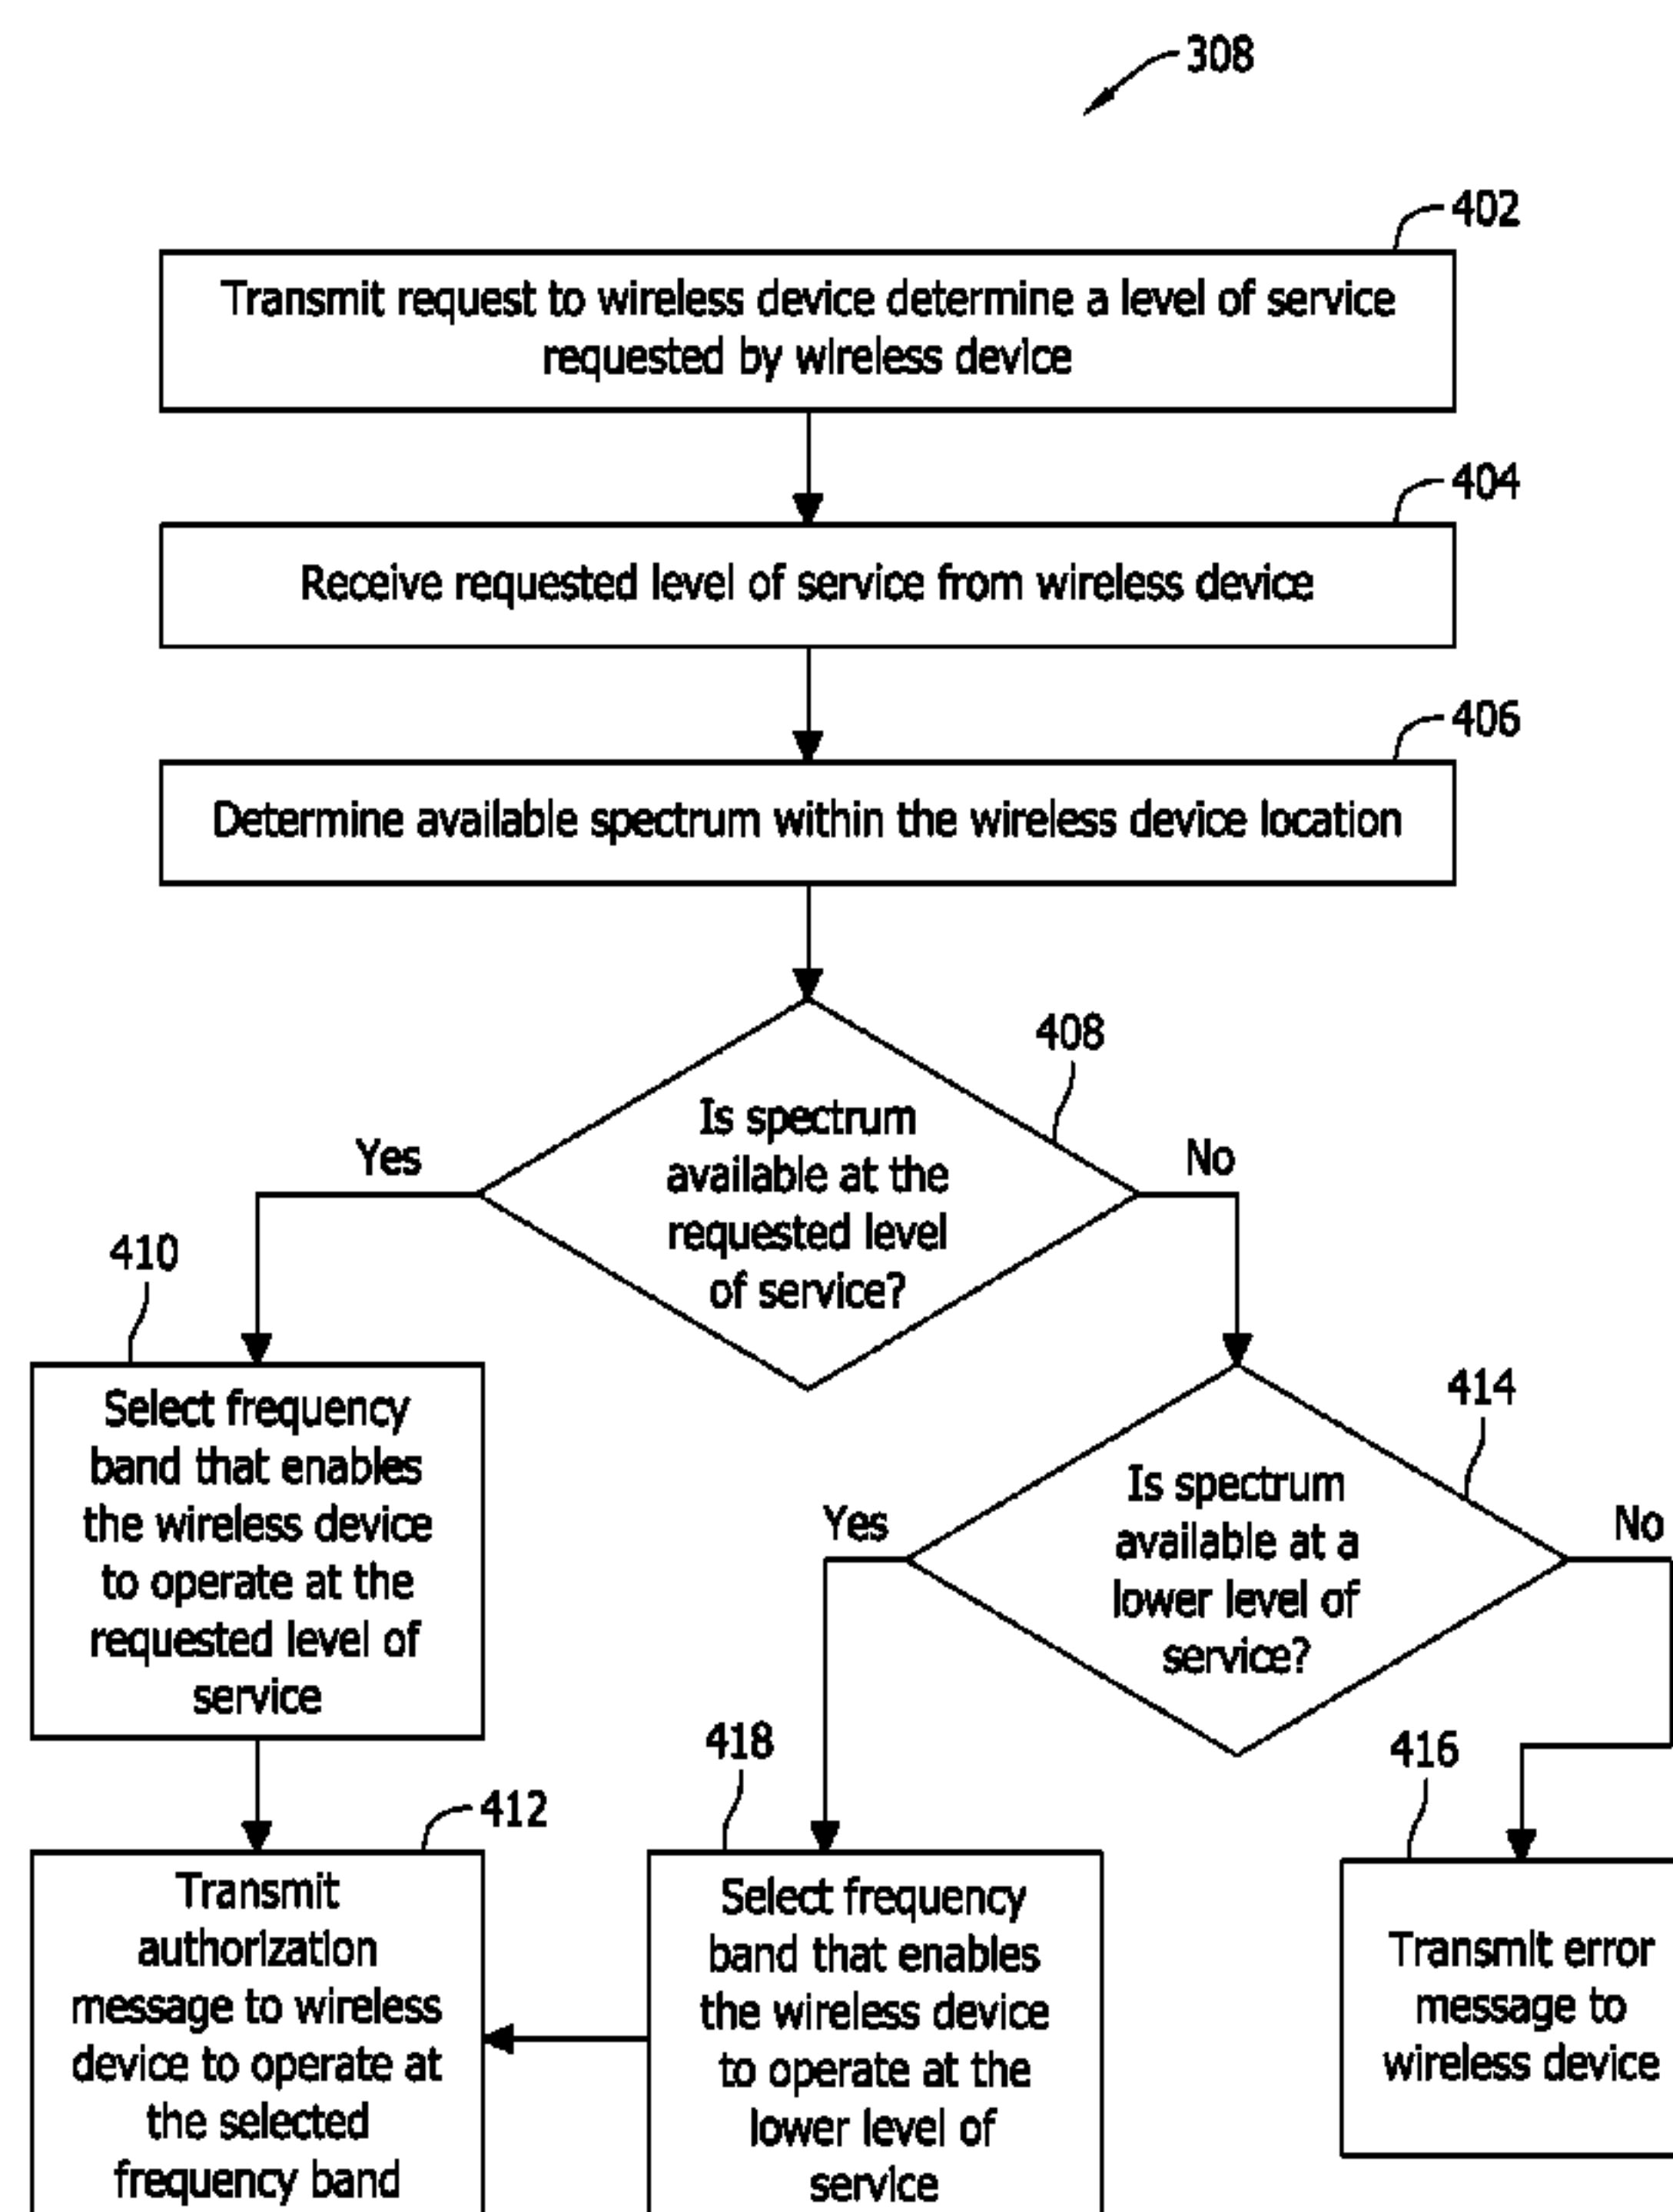 308
402
Transmit request to wireless device determine a level of service
requested by wireless device
404
Receive requested level of service from wireless device
406
Determine available spectrum within the wireless device location
408
Is spectrum
available at the
requested level
of service?
Yes
No
410
Select frequency
band that enables
the wireless device
to operate at the
requested level of
service
414
Is spectrum
available at a
lower level of
service?
Yes
No
412
Transmit
authorization
message to wireless
device to operate at
the selected
frequency band
418
Select frequency
band that enables
the wireless device
to operate at the
lower level of
service
416
Transmit error
message to
wireless device